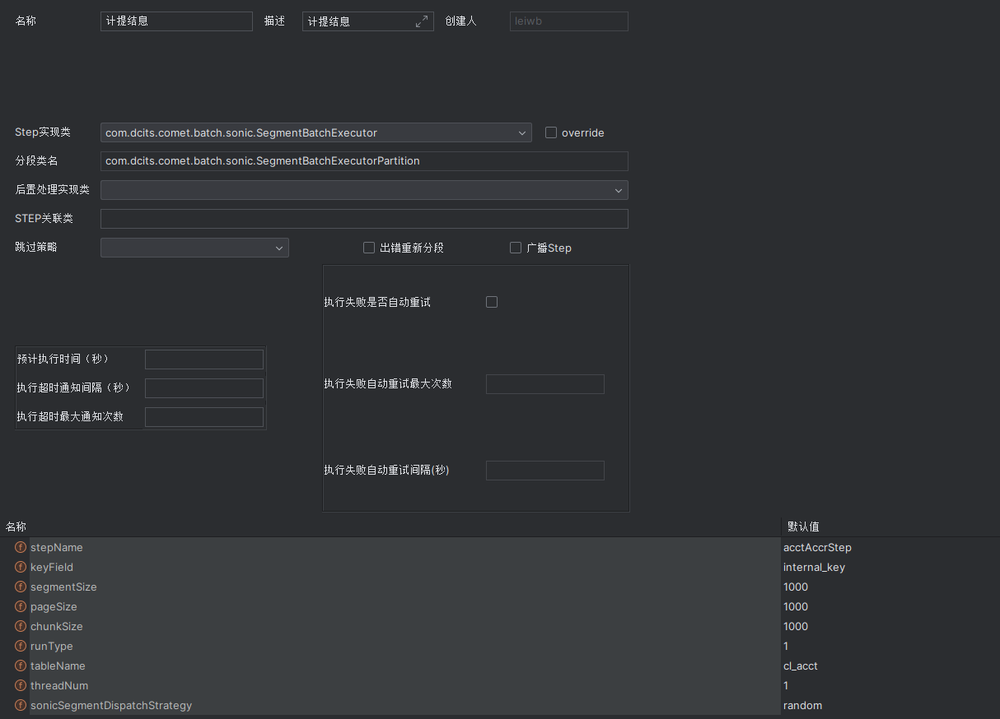 名称 计提结息 描述 计提结息 创建人 leiwb
Step实现类 com.dcits.comet.batch.sonic.SegmentBatchExecutor override
分段类名 com.dcits.comet.batch.sonic.SegmentBatchExecutorPartition
后置处理实现类
STEP关联类
跳过策略 出错重新分段 广播Step
执行失败是否自动重试
预计执行时间（秒）
执行失败自动重试最大次数
执行超时通知间隔（秒）
执行超时最大通知次数
执行失败自动重试间隔(秒)
名称 默认值
stepName acctAccrStep
keyField internal_key
segmentSize 1000
pageSize 1000
chunkSize 1000
runType 1
tableName cl_acct
threadNum 1
sonicSegmentDispatchStrategy random